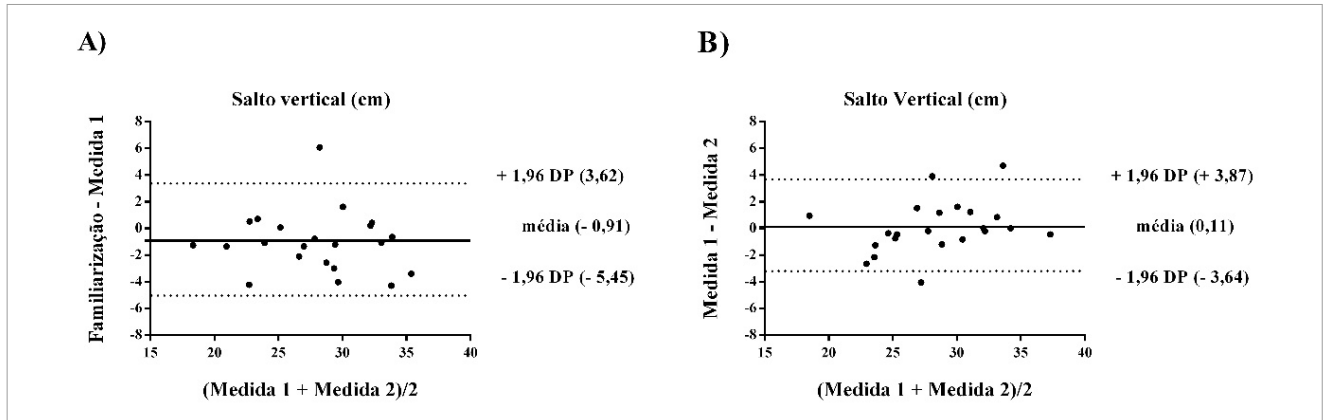 A)
Salto vertical (cm)
Familiarização - Medida 1
8
6
4
2
0
-2
-4
-6
-8
15
20
25
30
35
40
(Medida 1 + Medida 2)/2
+ 1,96 DP (3,62)
média (- 0,91)
- 1,96 DP (- 5,45)
B)
Salto Vertical (cm)
Medida 1 - Medida 2
8
6
4
2
0
-2
-4
-6
-8
15
20
25
30
35
40
(Medida 1 + Medida 2)/2
+ 1,96 DP (+ 3,87)
média (0,11)
- 1,96 DP (- 3,64)